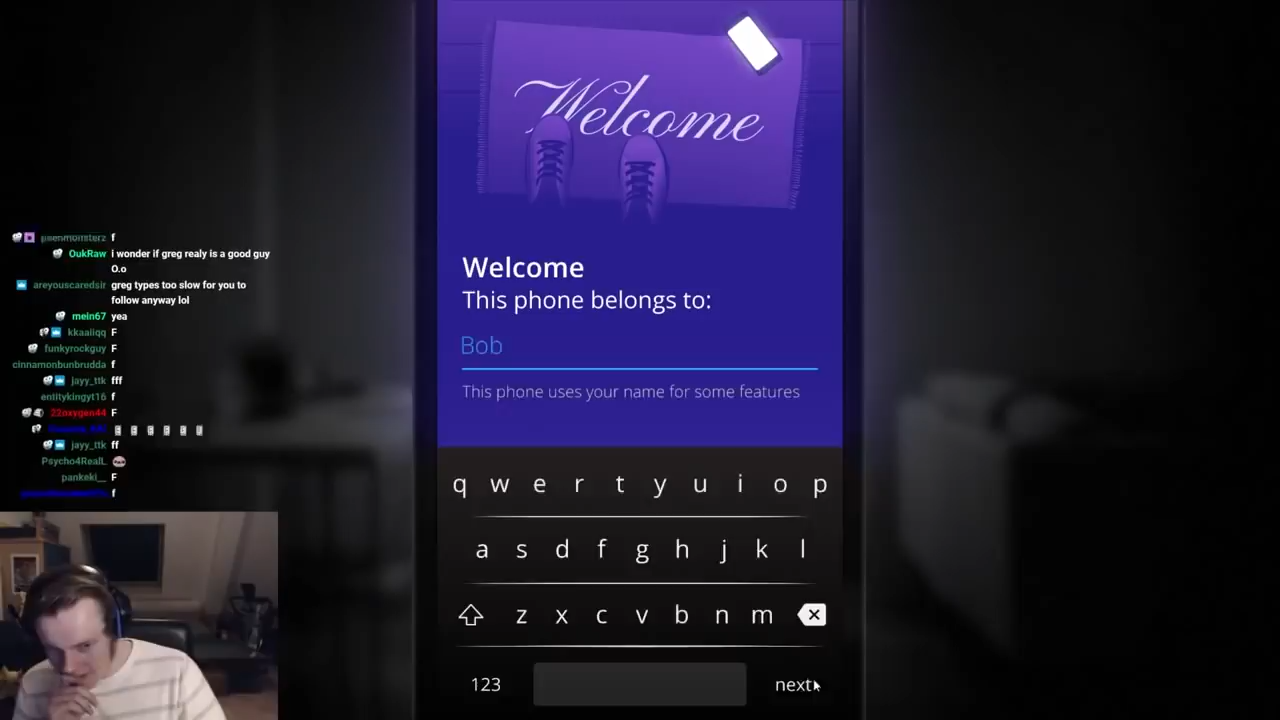 Welcome
Welcome
This phone belongs to:
Bob
This phone uses your name for some features
q w e r t y u i o p
a s d f g h j k l
z x c v b n m
123 next
f
OukRaw i wonder if greg realy is a good guy
O.o
areyouscaredsir greg types too slow for you to
follow anyway lol
mein67 yea
kkaaiiqq F
funkyrockguy F
cinnamonbunbrudda f
jayy_ttk fff
entitykingyt16 f
22oxygen44 F
jayy_ttk ff
Psycho4RealL
pankeki__ F
f